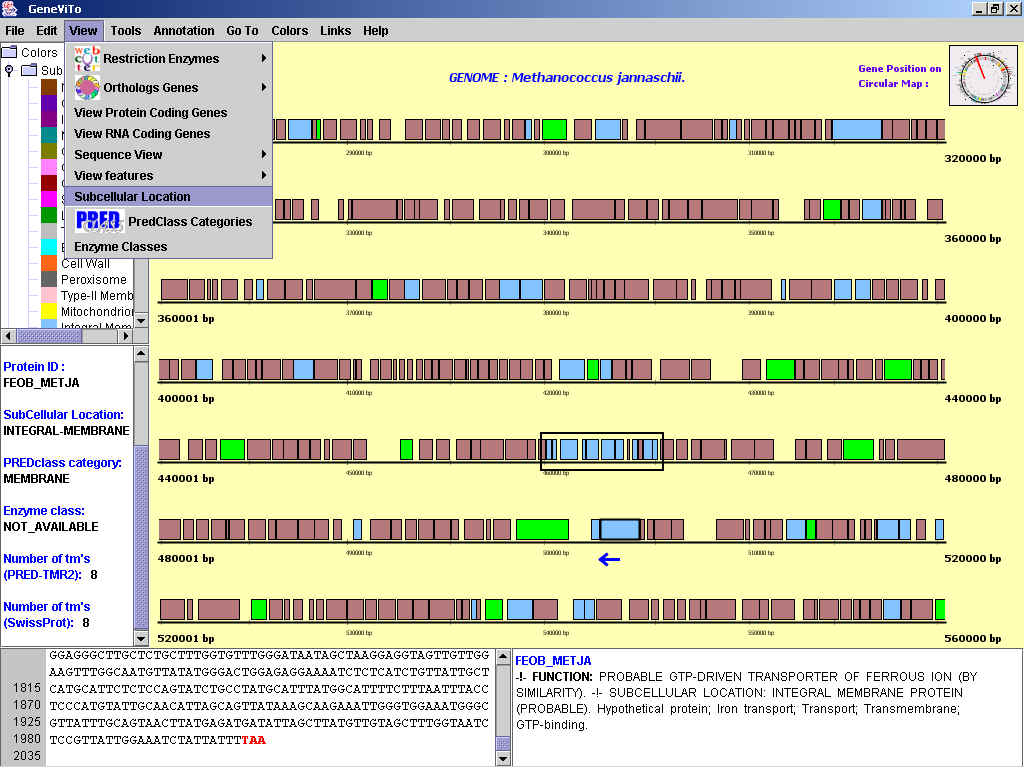 GeneViTo
File Edit View Tools Annotation Go To Colors Links Help
Colors
Sub
Restriction Enzymes
Orthologs Genes
View Protein Coding Genes
View RNA Coding Genes
Sequence View
View features
Subcellular Location
PRED PredClass Categories
Enzyme Classes
Cell Wall
Peroxisome
Type-II Memb
Mitochondrion
Integral Mem
GENOME : Methanococcus jannaschii.
Gene Position on
Circular Map :
290000 bp 300000 bp 310000 bp
320000 bp
330000 bp 340000 bp 350000 bp
360000 bp
370000 bp 380000 bp 390000 bp
360001 bp 400000 bp
410000 bp 420000 bp 430000 bp
400001 bp 440000 bp
450000 bp 460000 bp 470000 bp
440001 bp 480000 bp
490000 bp 500000 bp 510000 bp
480001 bp 520000 bp
530000 bp 540000 bp 550000 bp
520001 bp 560000 bp
Protein ID :
FEOB_METJA
SubCellular Location:
INTEGRAL-MEMBRANE
PREDclass category:
MEMBRANE
Enzyme class:
NOT_AVAILABLE
Number of tm's
(PRED-TMR2): 8
Number of tm's
(SwissProt): 8
GGAGGGCTTGCTCTGCTTTGGTGTTTGGGATAATAGCTAAGGAGGTAGTTGTTGG
AAGTTTGGCAATGTTATATGGGACTGGAGAGGAAAATCTCTCATCTGTTATTGCT
1815 CATGCATTCTCTCCAGTATCTGCCTATGCATTTATGGCATTTTCTTTAATTTACC
1870 TCCCATGTATTGCAACATTAGCAGTTATAAAGCAAGAAATTGGGTGGAAATGGGC
1925 GTTATTTGCAGTAACTTATGAGATGATATTAGCTTATGTTGTAGCTTTGGTAATC
1980 TCCGTTATTGGAAATCTATTATTTTAA
2035
FEOB_METJA
-!- FUNCTION: PROBABLE GTP-DRIVEN TRANSPORTER OF FERROUS ION (BY
SIMILARITY). -!- SUBCELLULAR LOCATION: INTEGRAL MEMBRANE PROTEIN
(PROBABLE). Hypothetical protein; Iron transport; Transport; Transmembrane;
GTP-binding.